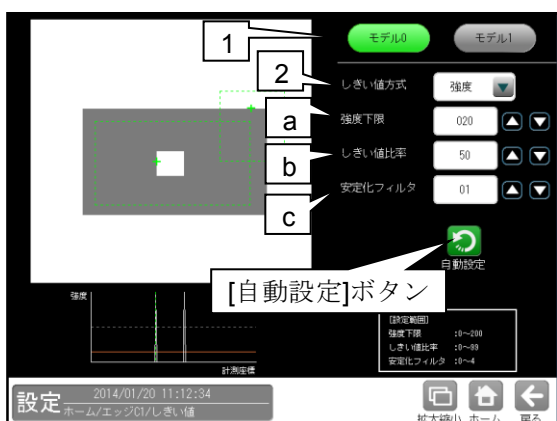 1
モデル0
モデル1
2
しきい値方式
強度
a
強度下限
020
b
しきい値比率
50
c
安定化フィルタ
01
自動設定
[自動設定]ボタン
強度
計測座標
[設定範囲]
強度下限 :0~200
しきい値比率 :0~99
安定化フィルタ :0~4
設定
2014/01/20 11:12:34
ホーム/エッジC1/しきい値
拡大縮小
ホーム
戻る